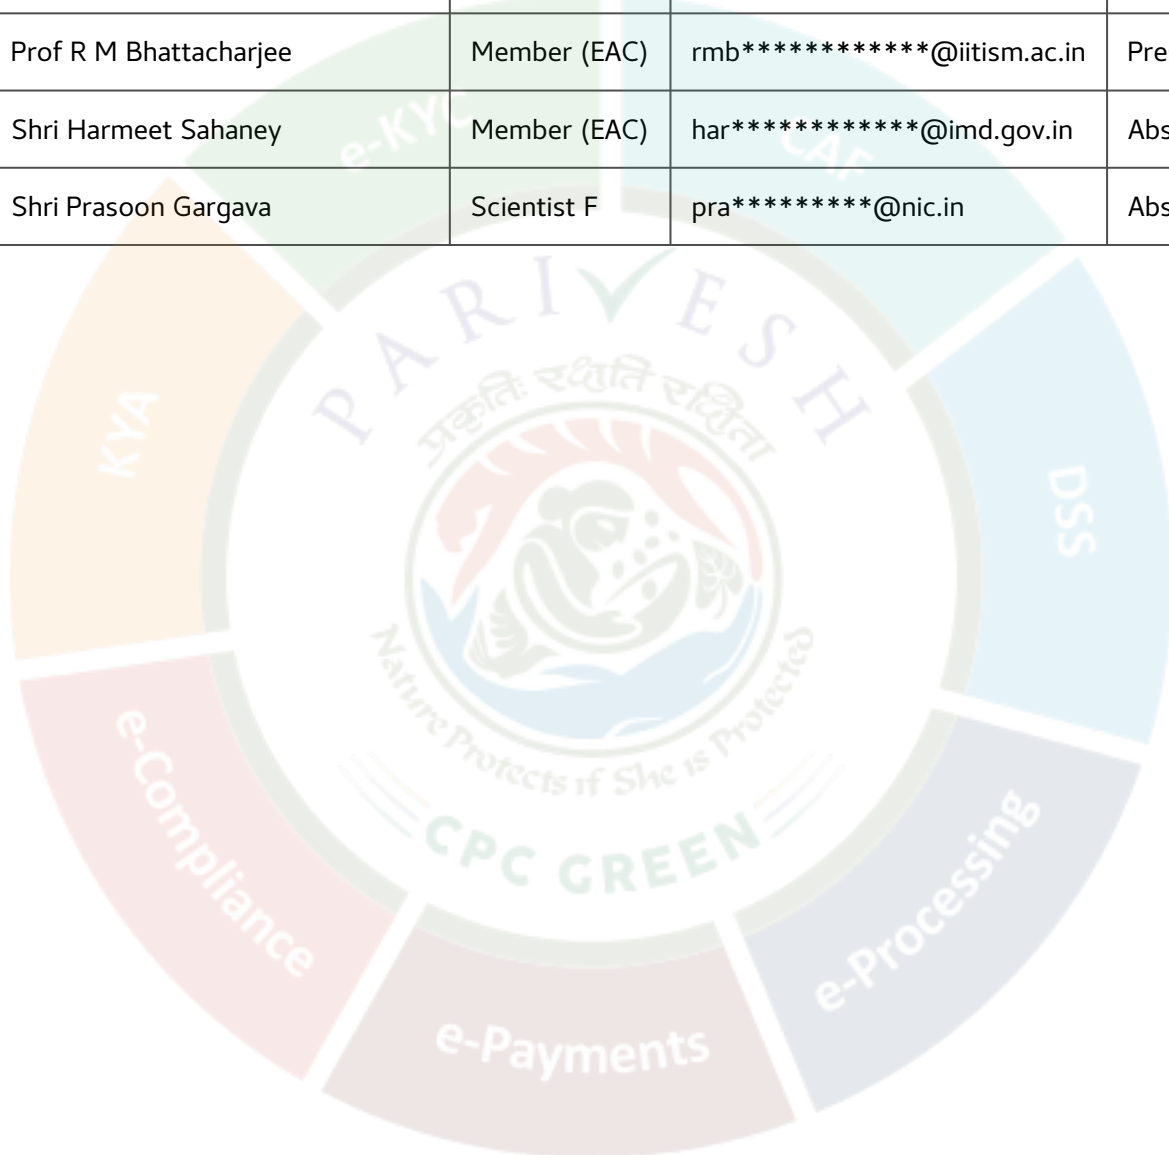 Prof R M Bhattacharjee Member (EAC) rmb************@iitism.ac.in Pre
Shri Harmeet Sahaney Member (EAC) har************@imd.gov.in Abs
Shri Prasoon Gargava Scientist F pra*********@nic.in Abs
e-KYC
CAF
PARIVESH
प्रकृतिः रक्षति रक्षिता
KYA
DSS
Nature Protects if She is Protected
CPC GREEN
e-Compliance
e-Processing
e-Payments